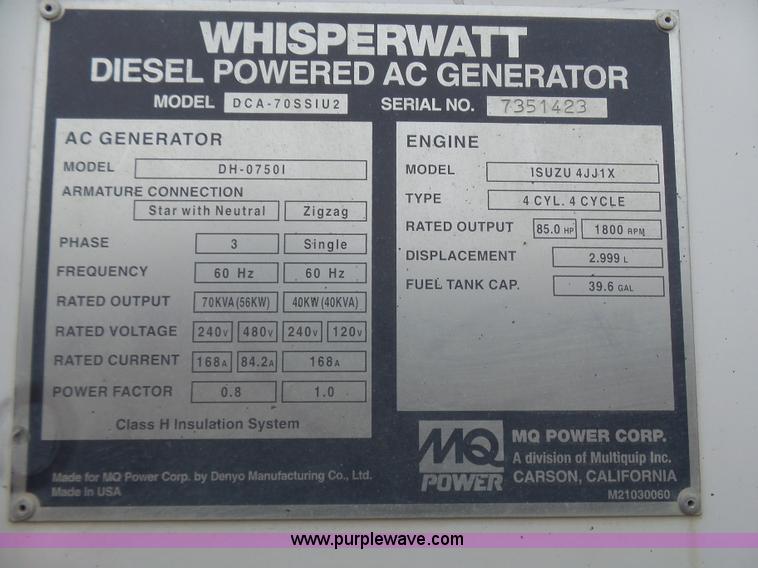 WHISPERWATT
DIESEL POWERED AC GENERATOR
MODEL DCA-70SSIU2 SERIAL NO. 7351423
AC GENERATOR
MODEL DH-0750I
ARMATURE CONNECTION
Star with Neutral Zigzag
PHASE 3 Single
FREQUENCY 60 Hz 60 Hz
RATED OUTPUT 70KVA (56KW) 40KW (40KVA)
RATED VOLTAGE 240V 480V 240V 120V
RATED CURRENT 168A 84.2A 168A
POWER FACTOR 0.8 1.0
Class H Insulation System
ENGINE
MODEL ISUZU 4JJ1X
TYPE 4 CYL. 4 CYCLE
RATED OUTPUT 85.0 HP 1800 RPM
DISPLACEMENT 2.999 L
FUEL TANK CAP. 39.6 GAL
Made for MQ Power Corp. by Denyo Manufacturing Co., Ltd.
Made in USA
MQ
POWER
MQ POWER CORP.
A division of Multiquip Inc.
CARSON, CALIFORNIA
M21030060
www.purplewave.com